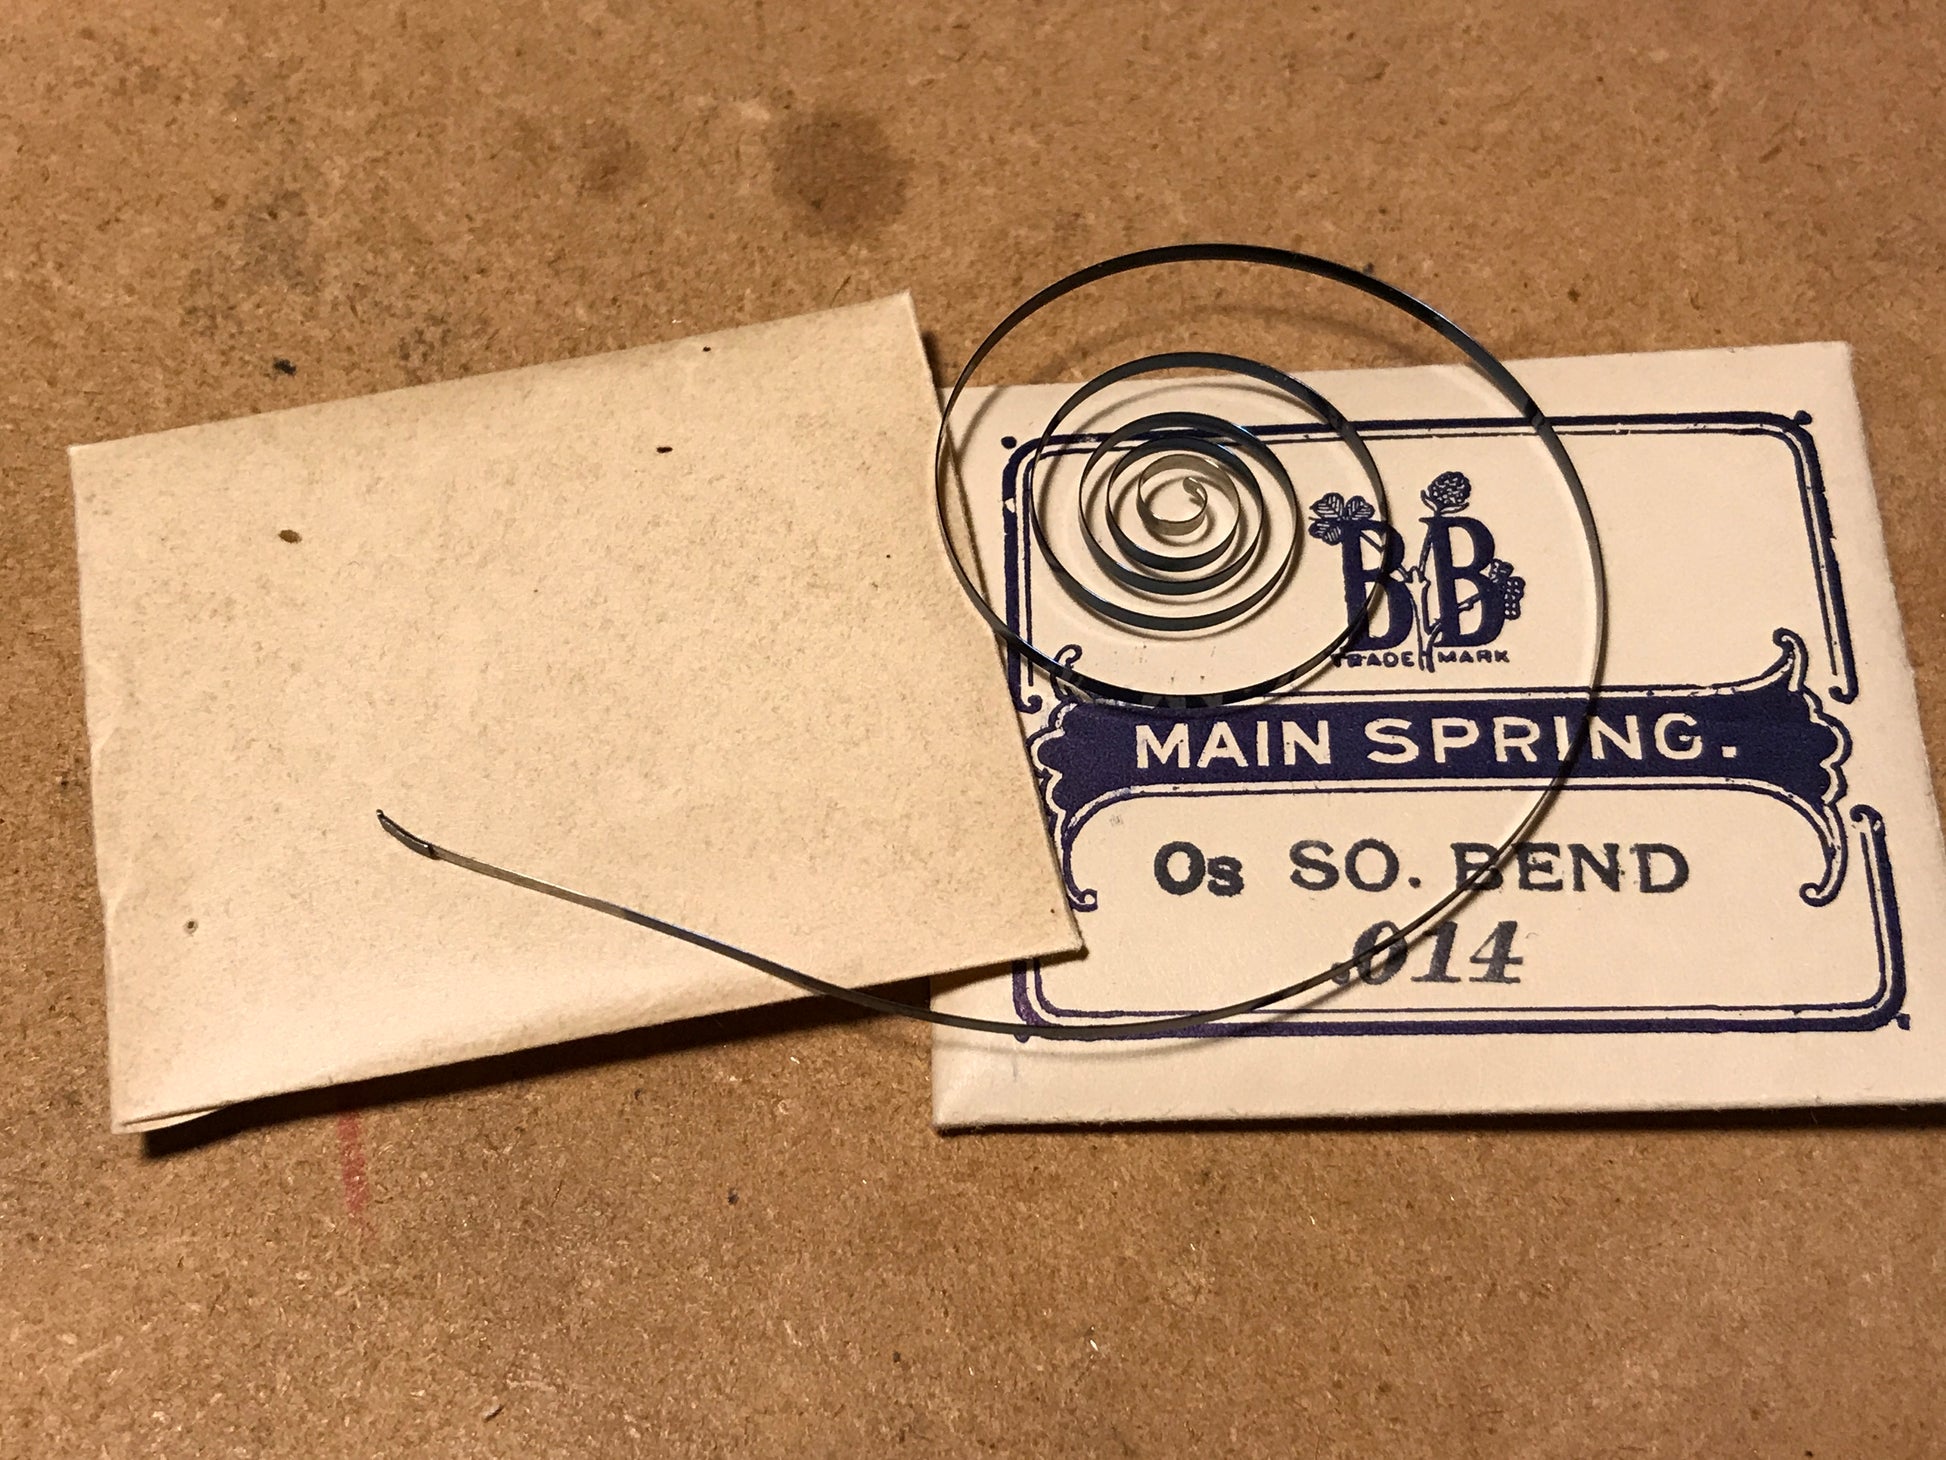 BB
TRADE MARK
MAIN SPRING.
0s SO. BEND
.014